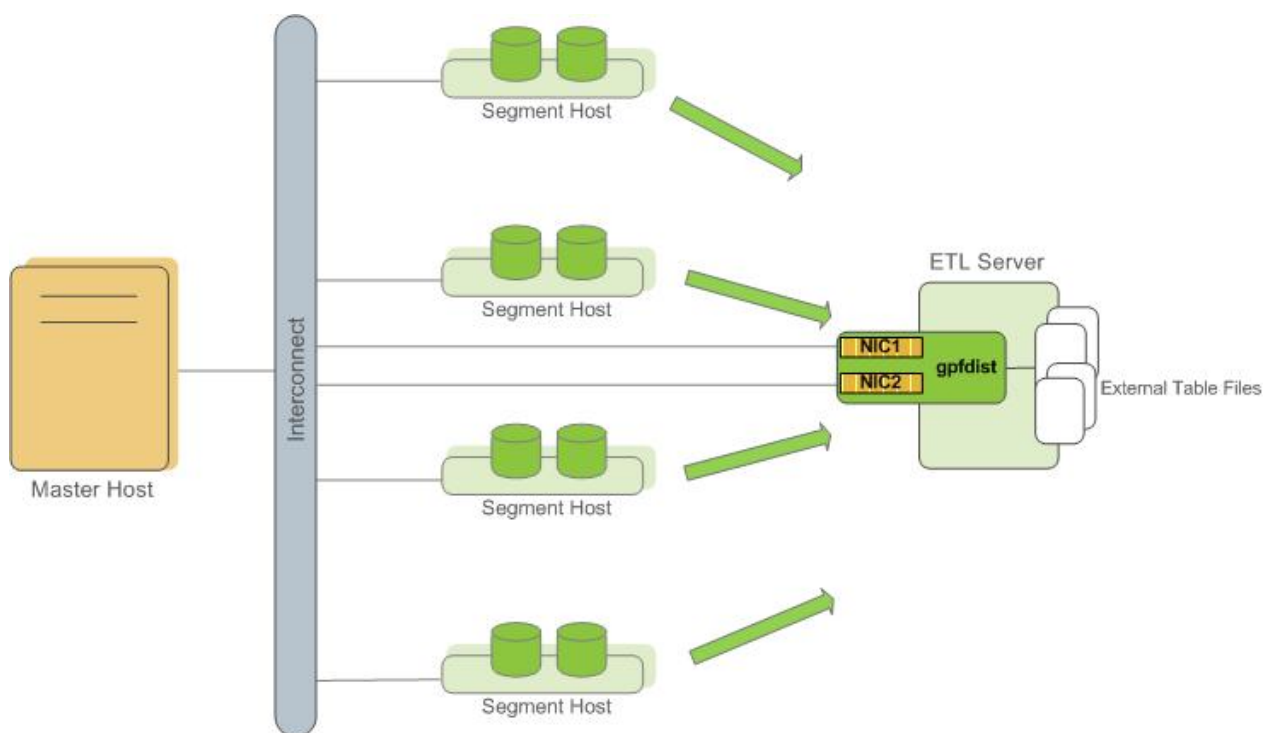 Segment Host
Segment Host
ETL Server
Interconnect
NIC1
gpfdist
NIC2
External Table Files
Master Host
Segment Host
Segment Host